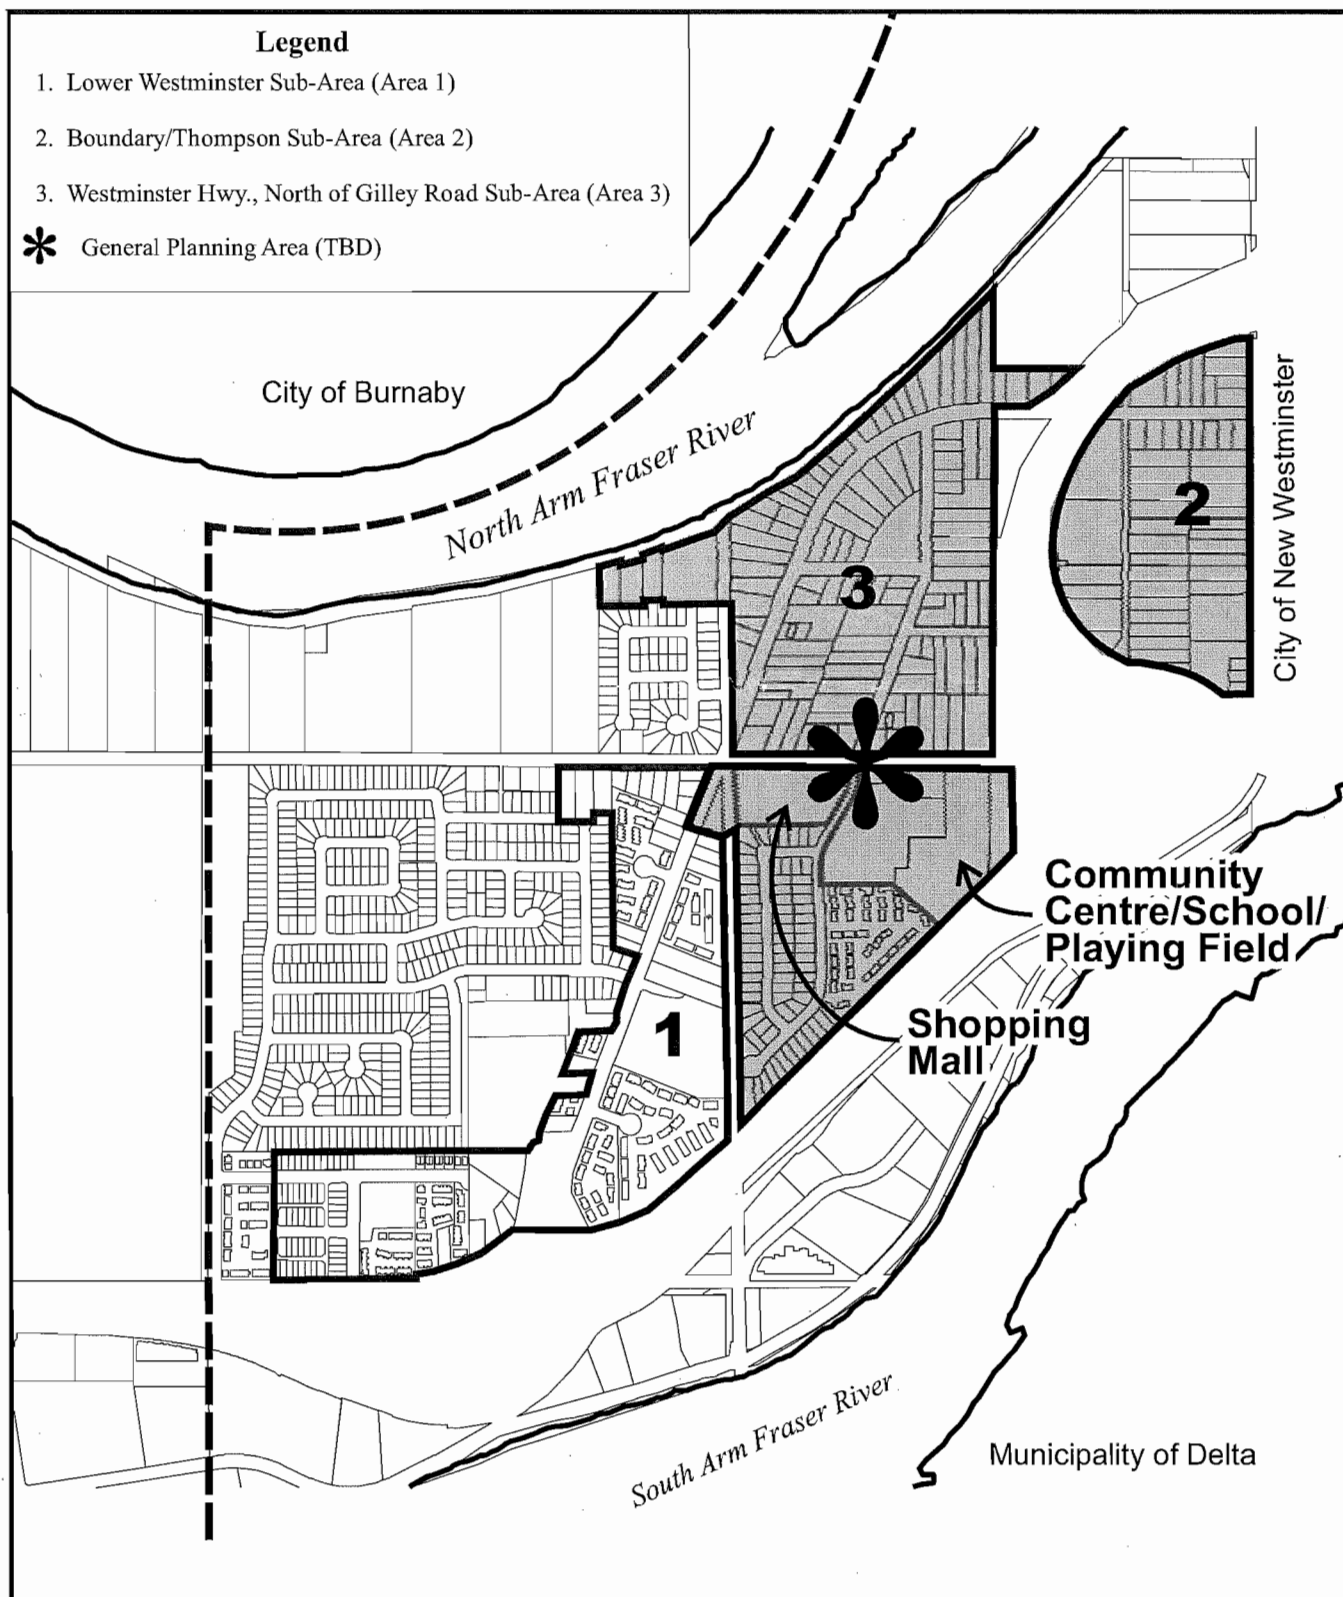 Legend
1. Lower Westminster Sub-Area (Area 1)
2. Boundary/Thompson Sub-Area (Area 2)
3. Westminster Hwy., North of Gilley Road Sub-Area (Area 3)
* General Planning Area (TBD)
City of Burnaby
North Arm Fraser River
City of New Westminster
2
3
Community
Centre/School/
Playing Field
1
Shopping
Mall
South Arm Fraser River
Municipality of Delta